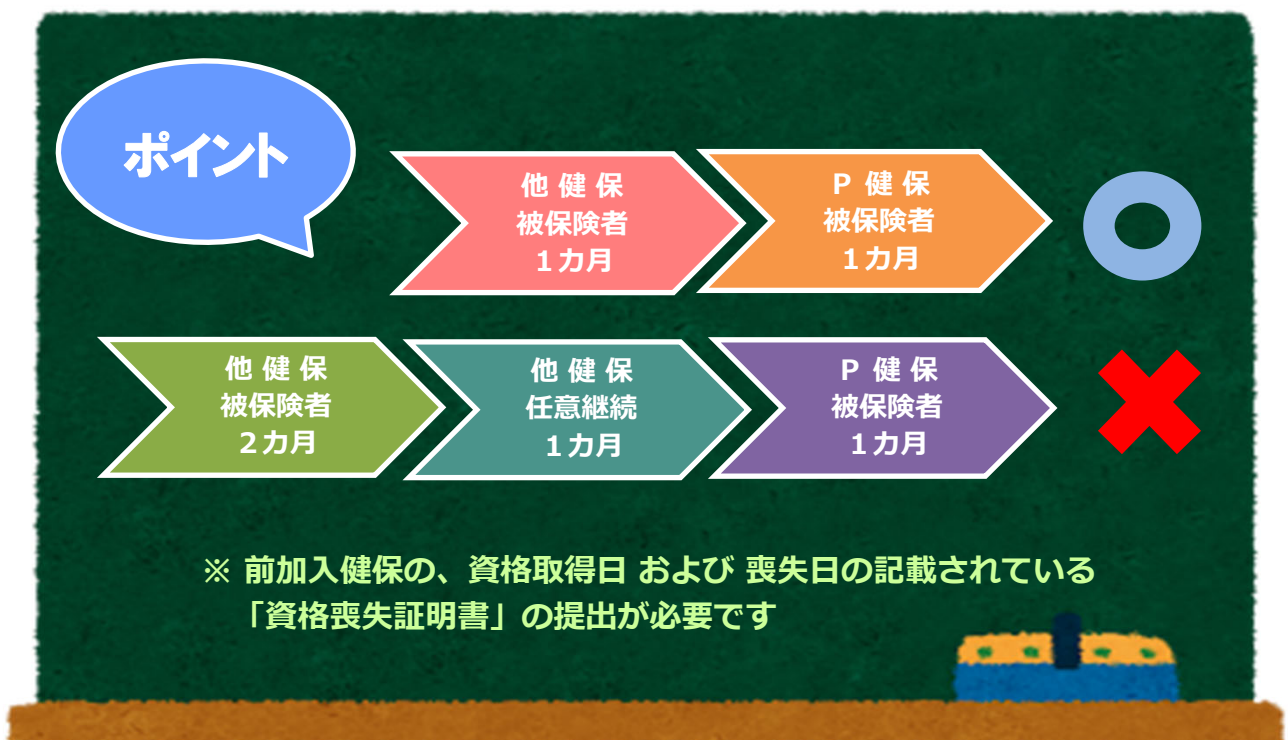 ポイント
他 健 保
被保険者
１カ月
Ｐ 健 保
被保険者
１カ月
他 健 保
被保険者
２カ月
他 健 保
任意継続
１カ月
Ｐ 健 保
被保険者
１カ月
※ 前加入健保の、資格取得日 および 喪失日の記載されている
「資格喪失証明書」の提出が必要です